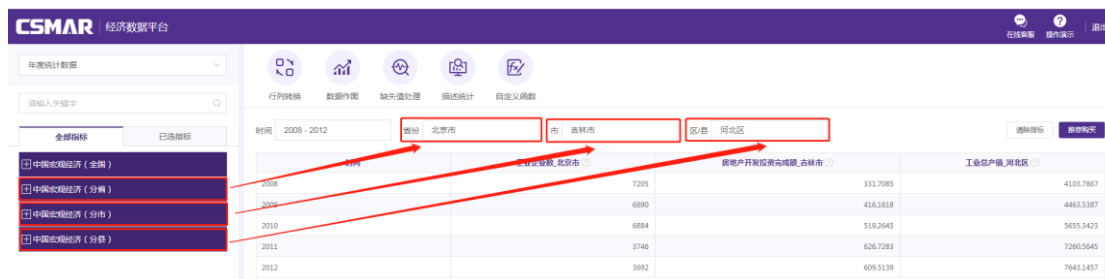 CSMAR 经济数据平台
在线客服 操作演示
年度统计数据
请输入关键字
全部指标 已选指标
中国宏观经济（全国）
中国宏观经济（分省）
中国宏观经济（分市）
中国宏观经济（分县）
行列转换 数据作图 缺失值处理 描述统计 自定义函数
时间 2008 - 2012 省份 北京市 市 吉林市 区/县 河北区 清除指标 推荐购买
时间 工业企业数_北京市 房地产开发投资完成额_吉林市 工业总产值_河北区
2008 7205 331.7085 4103.7867
2009 6890 416.1618 4463.5387
2010 6884 519.2645 5655.3423
2011 3746 626.7283 7260.5645
2012 3692 609.5139 7643.1457